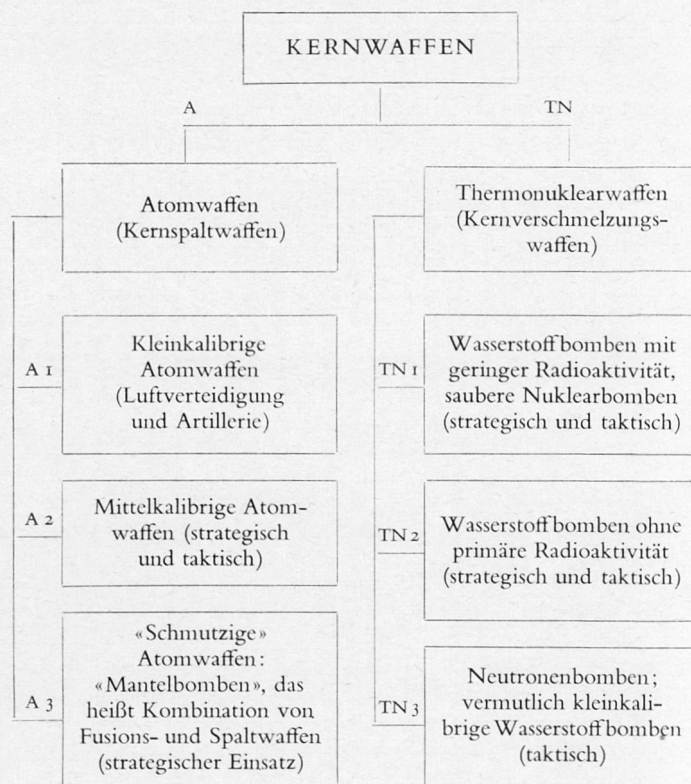 KERNWAFFEN
A
TN
Atomwaffen
(Kernspaltwaffen)
Thermonuklearwaffen
(Kernverschmelzungs-
waffen)
A 1
Kleinkalibrige
Atomwaffen
(Luftverteidigung
und Artillerie)
TN 1
Wasserstoffbomben mit
geringer Radioaktivität,
saubere Nuklearbomben
(strategisch und taktisch)
A 2
Mittelkalibrige Atom-
waffen (strategisch
und taktisch)
TN 2
Wasserstoffbomben ohne
primäre Radioaktivität
(strategisch und taktisch)
A 3
«Schmutzige»
Atomwaffen:
«Mantelbomben», das
heißt Kombination von
Fusions- und Spaltwaffen
(strategischer Einsatz)
TN 3
Neutronenbomben;
vermutlich kleinkali-
brige Wasserstoffbomben
(taktisch)